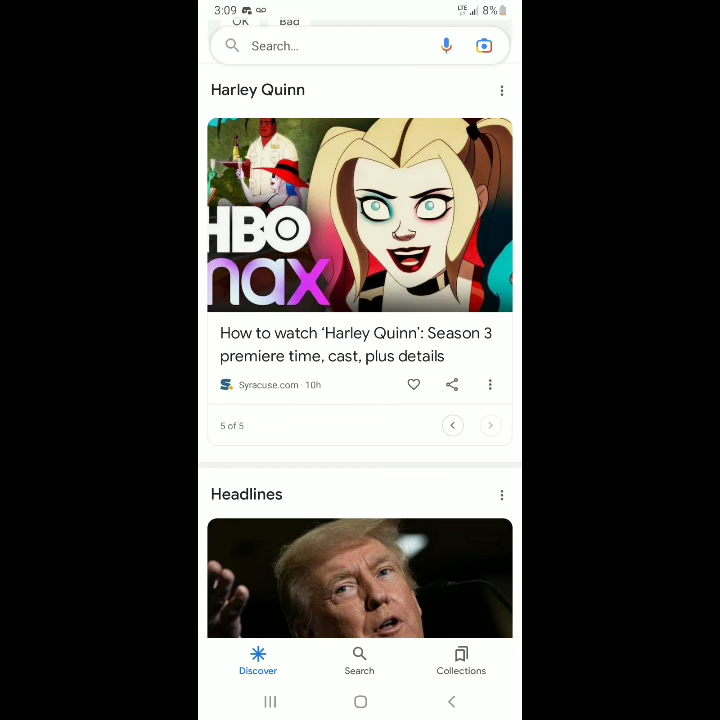 3:09 LTE 8%
OK Bad
Search...
Harley Quinn
HBO
max
How to watch ‘Harley Quinn’: Season 3
premiere time, cast, plus details
Syracuse.com · 10h
5 of 5
Headlines
Discover Search Collections